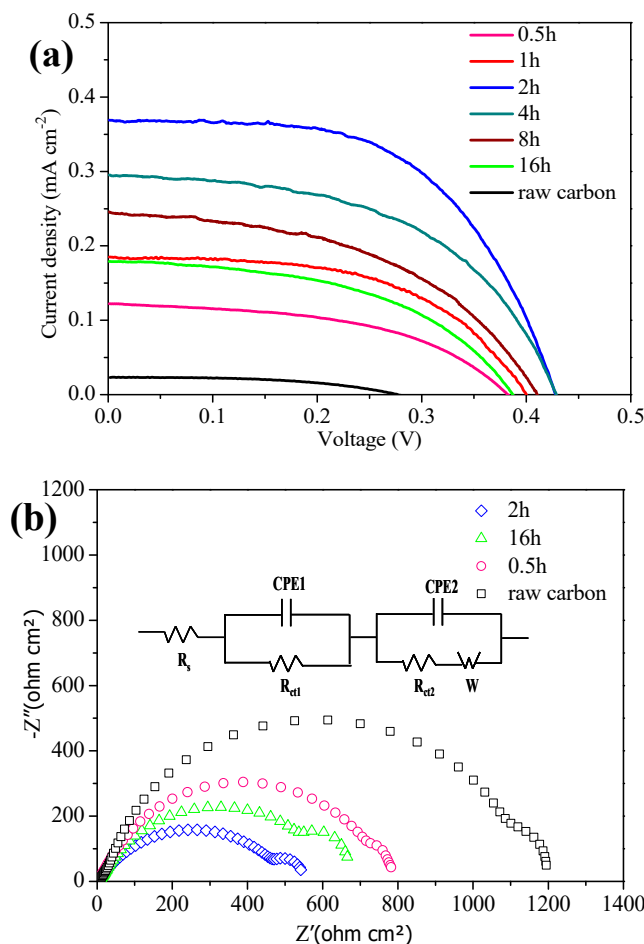 (a)
0.5h
1h
2h
4h
8h
16h
raw carbon
Current density (mA cm⁻²)
0.5
0.4
0.3
0.2
0.1
0.0
0.0 0.1 0.2 0.3 0.4 0.5
Voltage (V)
(b)
2h
16h
0.5h
raw carbon
CPE1 CPE2
R_s
R_ct1 R_ct2 W
-Z″(ohm cm²)
1200
1000
800
600
400
200
0
0 200 400 600 800 1000 1200 1400
Z'(ohm cm²)